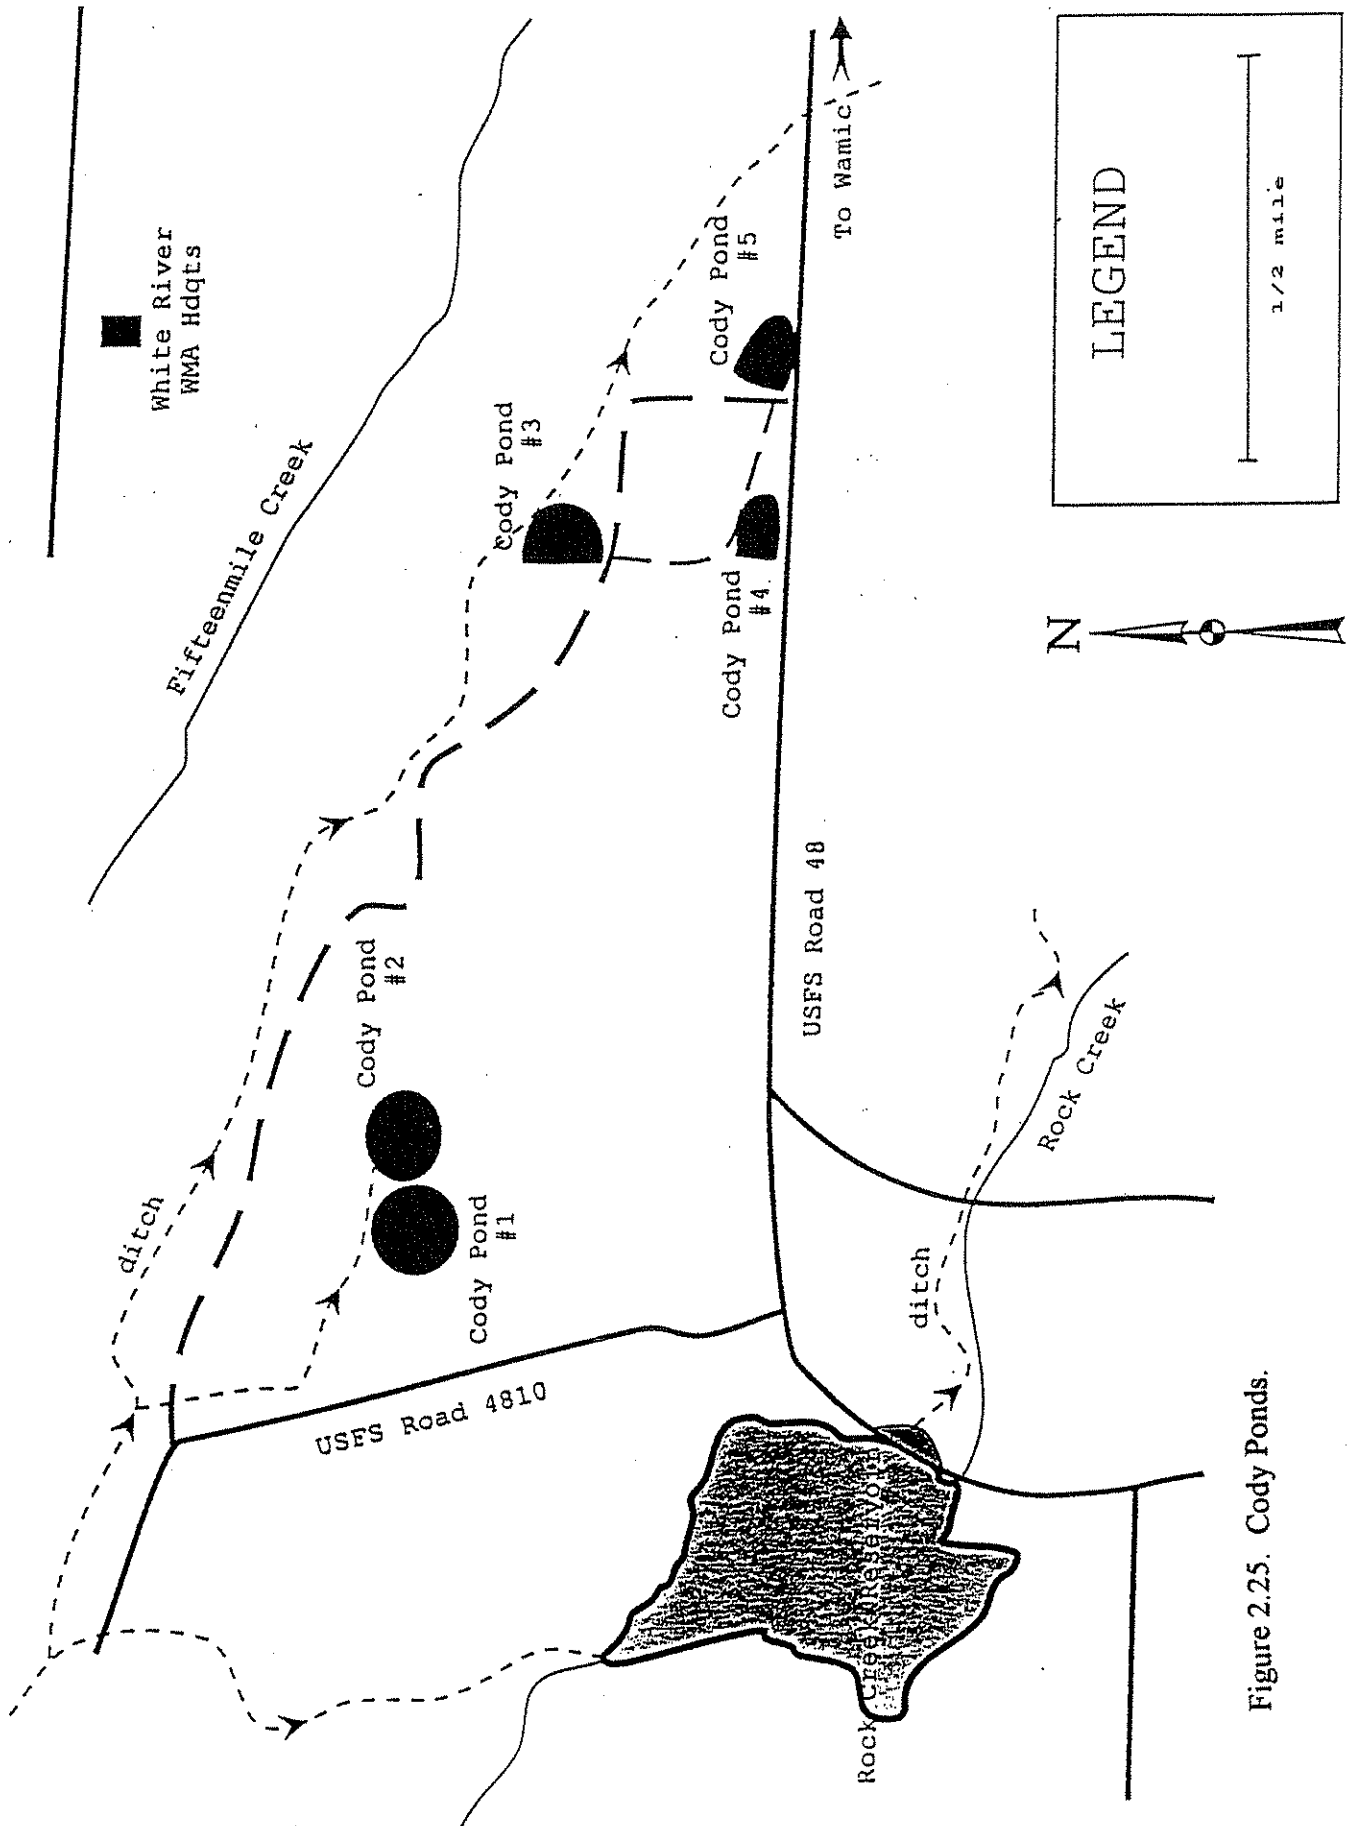 White River
WMA Hdqts
Fifteenmile Creek
ditch
Cody Pond
#2
Cody Pond
#1
Cody Pond
#3
Cody Pond
#4
Cody Pond
#5
USFS Road 4810
USFS Road 48
To Wamic
Rock Creek Reservoir
ditch
Rock Creek
N
LEGEND
1/2 mile
Figure 2.25. Cody Ponds.